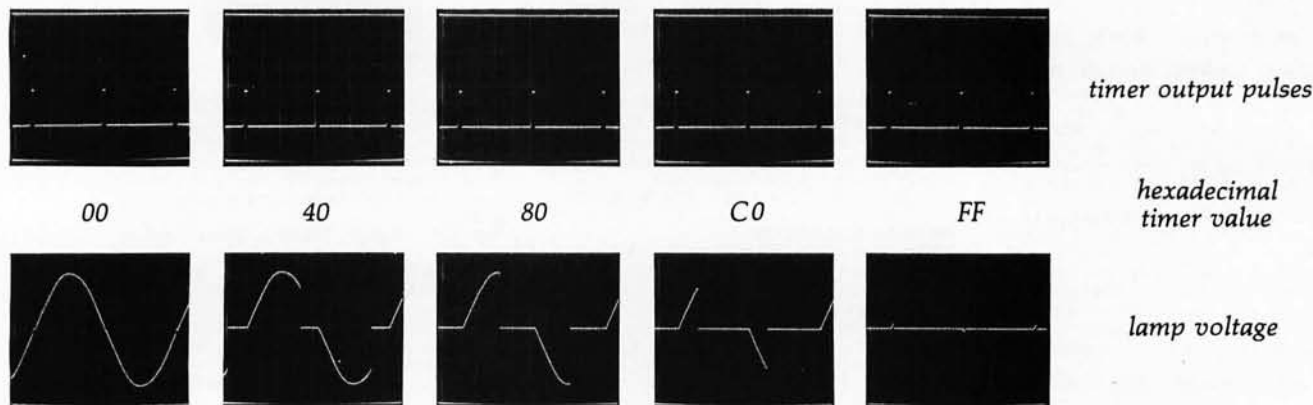 timer output pulses
00 40 80 C0 FF
hexadecimal
timer value
lamp voltage